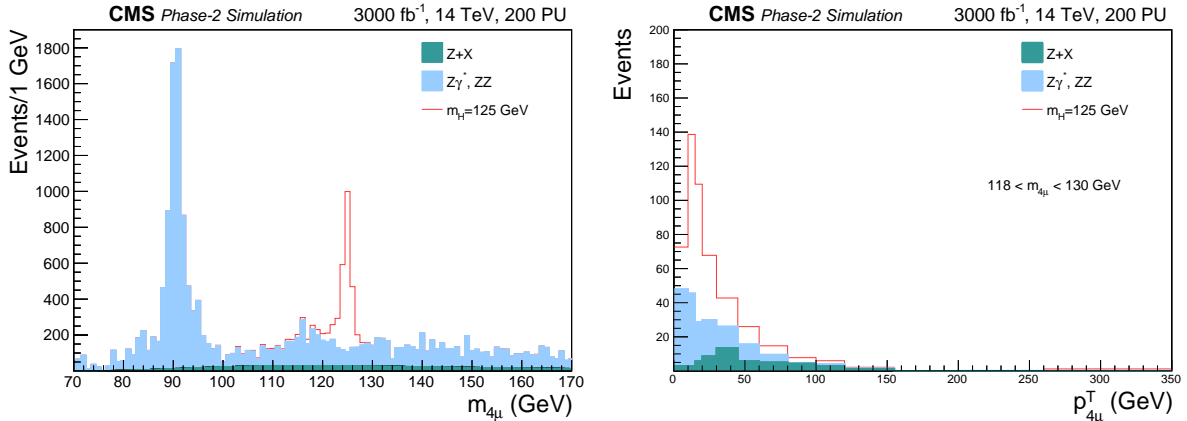 CMS Phase-2 Simulation 3000 fb⁻¹, 14 TeV, 200 PU
Events/1 GeV
1800
1600
1400
1200
1000
800
600
400
200
Z+X
Zγ*, ZZ
m_H=125 GeV
70 80 90 100 110 120 130 140 150 160 170
m_4μ (GeV)
CMS Phase-2 Simulation 3000 fb⁻¹, 14 TeV, 200 PU
Events
200
180
160
140
120
100
80
60
40
20
0
Z+X
Zγ*, ZZ
m_H=125 GeV
118 < m_4μ < 130 GeV
0 50 100 150 200 250 300 350
p^T_4μ (GeV)